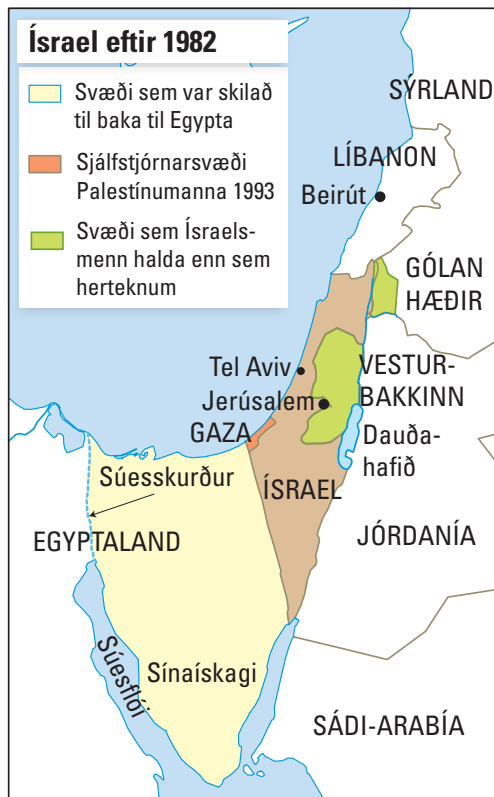 Ísrael eftir 1982
Svæði sem var skilað
til baka til Egypta
Sjálfstjórnarsvæði
Palestínumanna 1993
Svæði sem Ísraels-
menn halda enn sem
herteknum
SÝRLAND
LÍBANON
Beirút
GÓLAN
HÆÐIR
Tel Aviv
VESTUR-
BAKKINN
Jerúsalem
GAZA
Dauða-
hafið
Súesskurður
ÍSRAEL
EGYPTALAND
JÓRDANÍA
Súesflói
Sínaískagi
SÁDI-ARABÍA